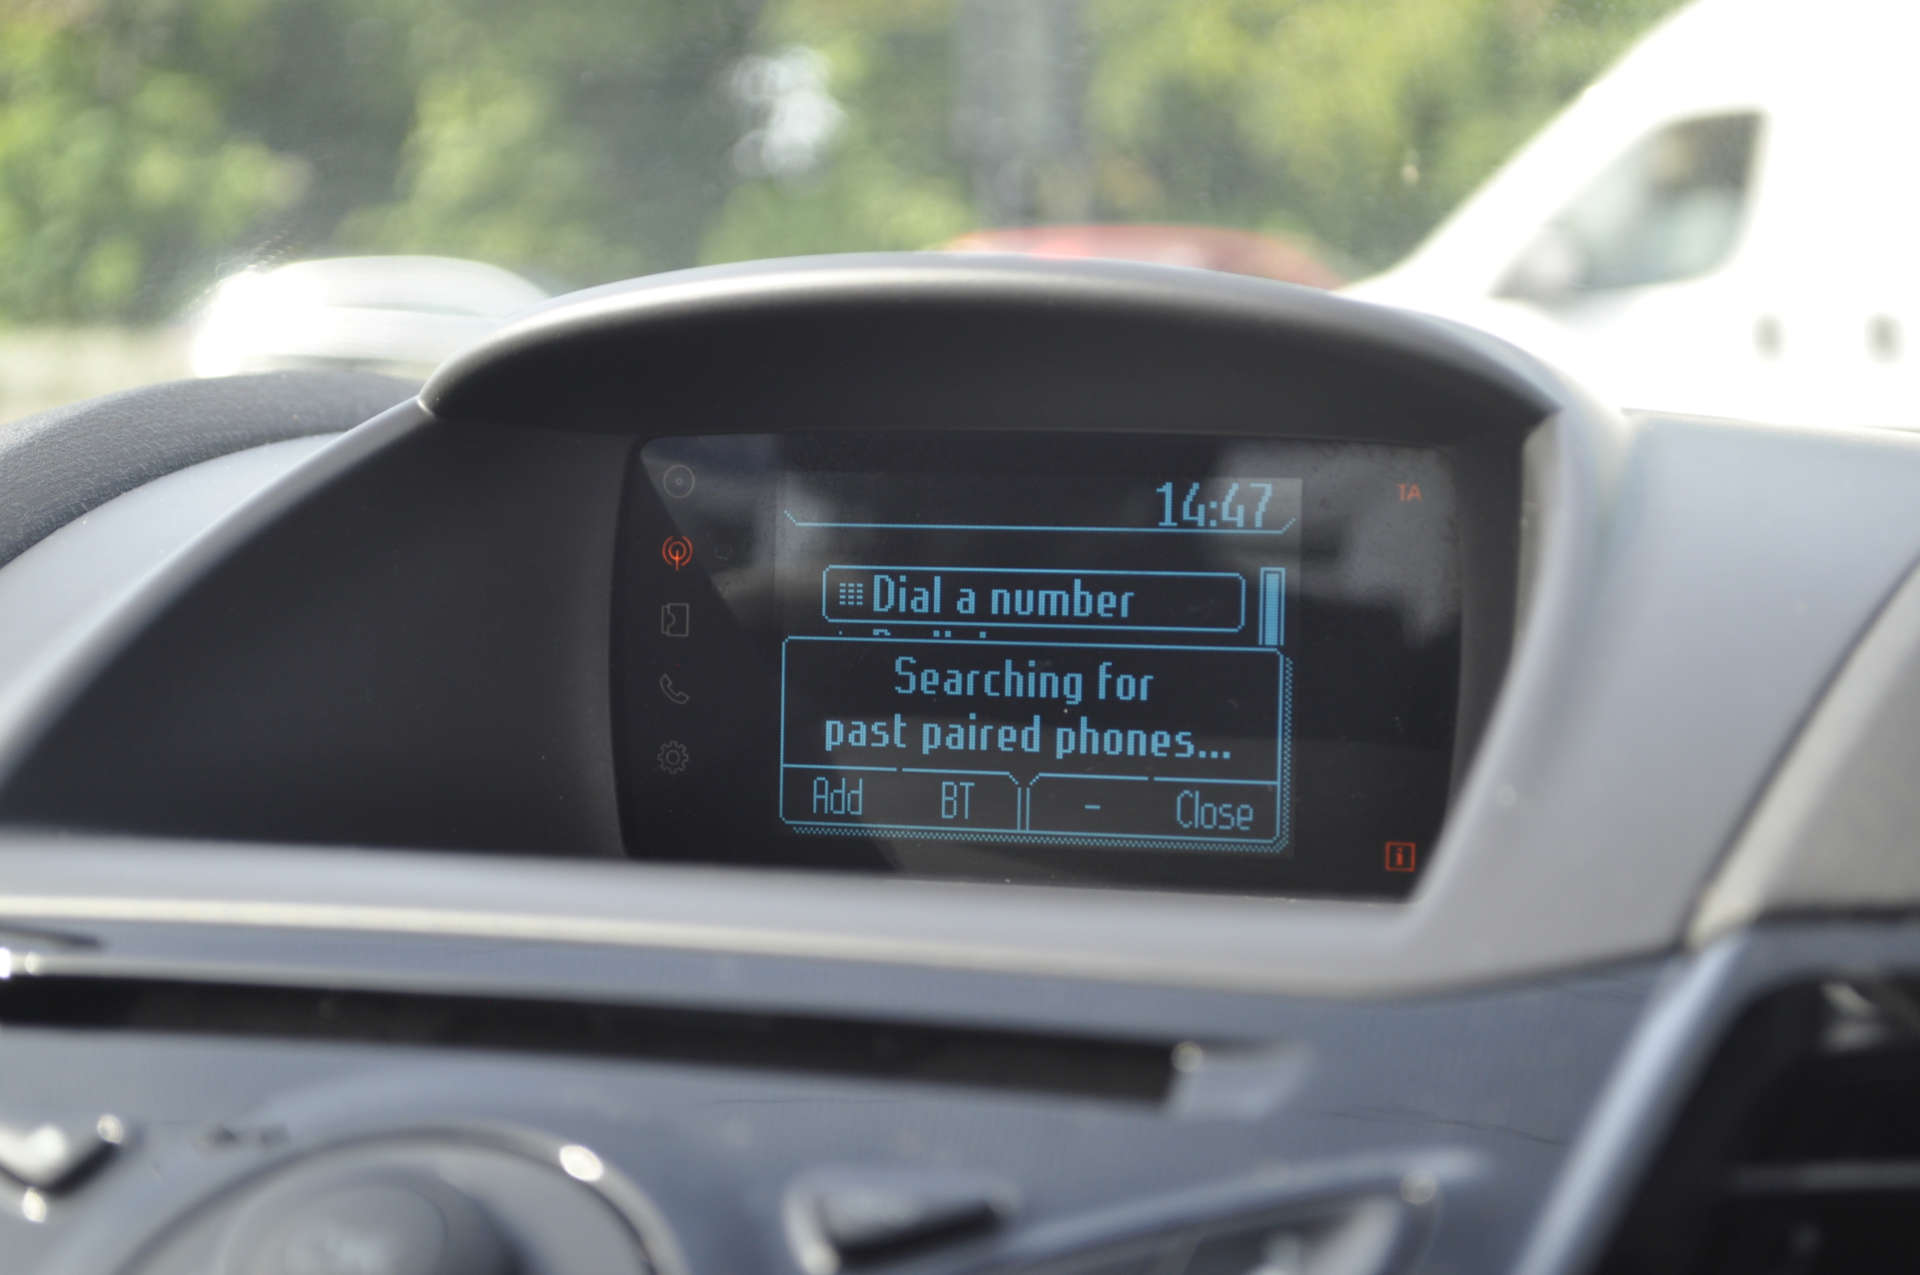 14:47
TA
Dial a number
Searching for
past paired phones...
Add BT - Close
i